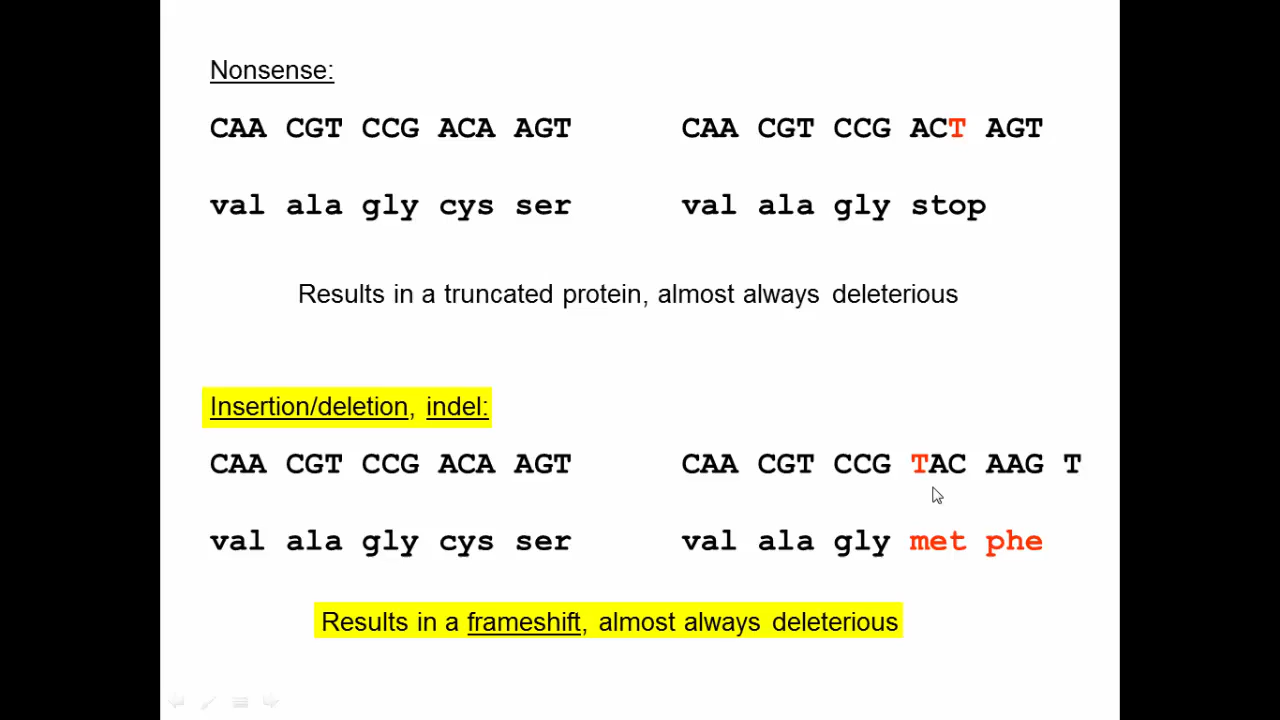 Nonsense:
CAA CGT CCG ACA AGT CAA CGT CCG ACT AGT
val ala gly cys ser val ala gly stop
Results in a truncated protein, almost always deleterious
Insertion/deletion, indel:
CAA CGT CCG ACA AGT CAA CGT CCG TAC AAG T
val ala gly cys ser val ala gly met phe
Results in a frameshift, almost always deleterious